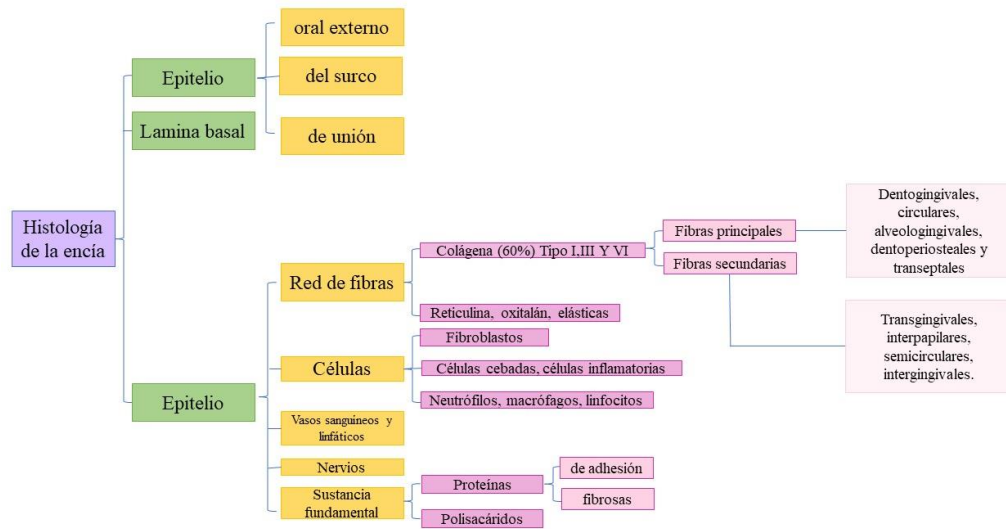 Histología
de la encía
Epitelio
oral externo
del surco
de unión
Lamina basal
Epitelio
Red de fibras
Colágena (60%) Tipo I,III Y VI
Fibras principales
Dentogingivales,
circulares,
alveologingivales,
dentoperiosteales y
transeptales
Fibras secundarias
Transgingivales,
interpapilares,
semicirculares,
intergingivales.
Reticulina, oxitalán, elásticas
Células
Fibroblastos
Células cebadas, células inflamatorias
Neutrófilos, macrófagos, linfocitos
Vasos sanguíneos y
linfáticos
Nervios
Sustancia
fundamental
Proteínas
de adhesión
fibrosas
Polisacáridos